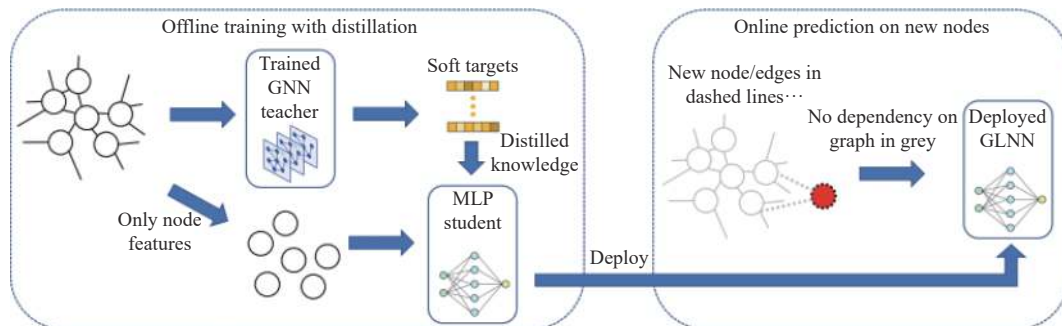 Offline training with distillation
Trained
GNN
teacher
Soft targets
Distilled
knowledge
Only node
features
MLP
student
Deploy
Online prediction on new nodes
New node/edges in
dashed lines···
No dependency on
graph in grey
Deployed
GLNN